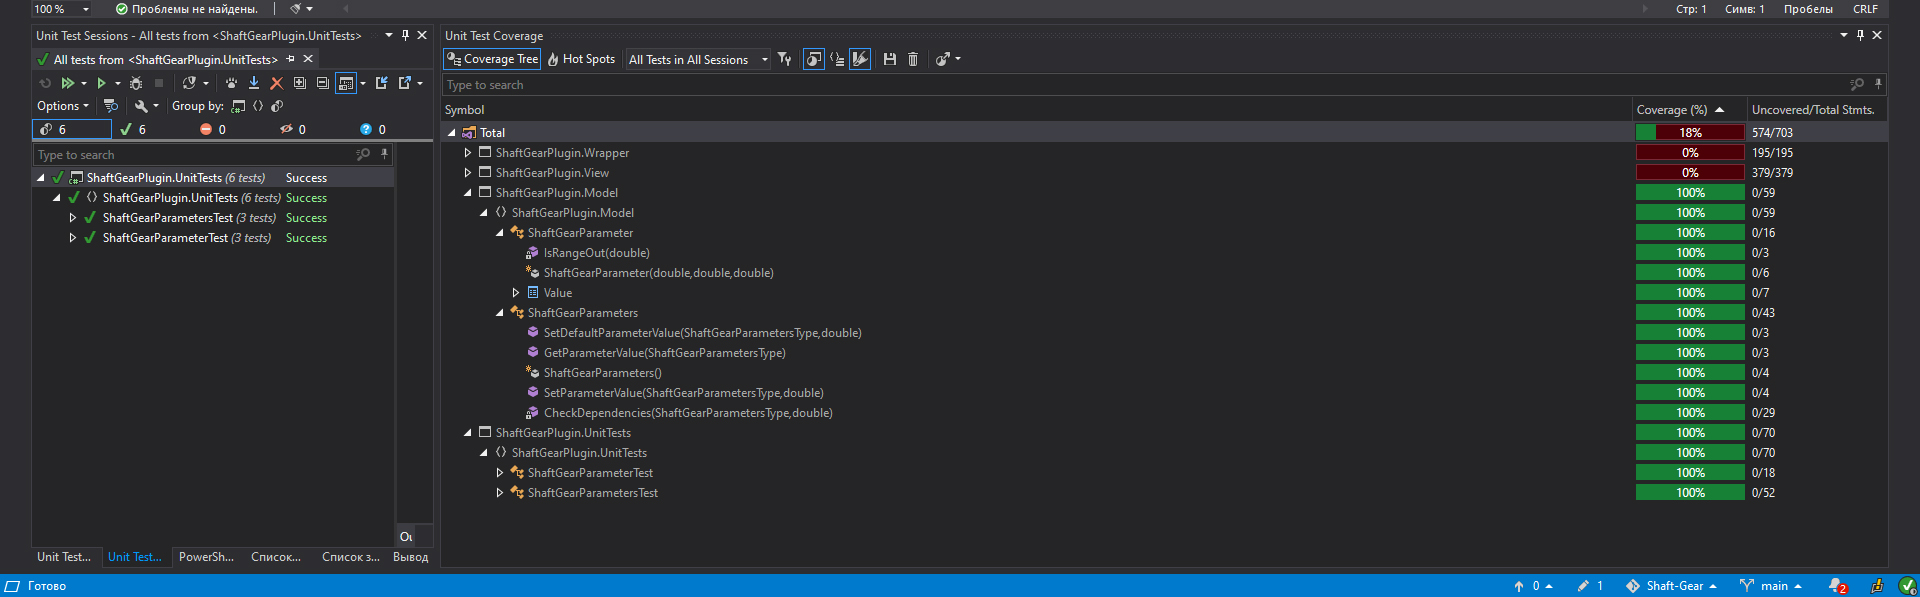 100 %
Проблемы не найдены.
Стр: 1 Симв: 1 Пробелы CRLF
Unit Test Sessions - All tests from <ShaftGearPlugin.UnitTests>
All tests from <ShaftGearPlugin.UnitTests>
Options
Group by:
6 6 0 0 0
Type to search
ShaftGearPlugin.UnitTests (6 tests) Success
ShaftGearPlugin.UnitTests (6 tests) Success
ShaftGearParametersTest (3 tests) Success
ShaftGearParameterTest (3 tests) Success
Unit Test... Unit Test... PowerSh... Список... Список з... Вывод
Unit Test Coverage
Coverage Tree Hot Spots All Tests in All Sessions
Type to search
Symbol Coverage (%) Uncovered/Total Stmts.
Total 18% 574/703
ShaftGearPlugin.Wrapper 0% 195/195
ShaftGearPlugin.View 0% 379/379
ShaftGearPlugin.Model 100% 0/59
ShaftGearPlugin.Model 100% 0/59
ShaftGearParameter 100% 0/16
IsRangeOut(double) 100% 0/3
ShaftGearParameter(double,double,double) 100% 0/6
Value 100% 0/7
ShaftGearParameters 100% 0/43
SetDefaultParameterValue(ShaftGearParametersType,double) 100% 0/3
GetParameterValue(ShaftGearParametersType) 100% 0/3
ShaftGearParameters() 100% 0/4
SetParameterValue(ShaftGearParametersType,double) 100% 0/4
CheckDependencies(ShaftGearParametersType,double) 100% 0/29
ShaftGearPlugin.UnitTests 100% 0/70
ShaftGearPlugin.UnitTests 100% 0/70
ShaftGearParameterTest 100% 0/18
ShaftGearParametersTest 100% 0/52
Готово
0 1 Shaft-Gear main 2